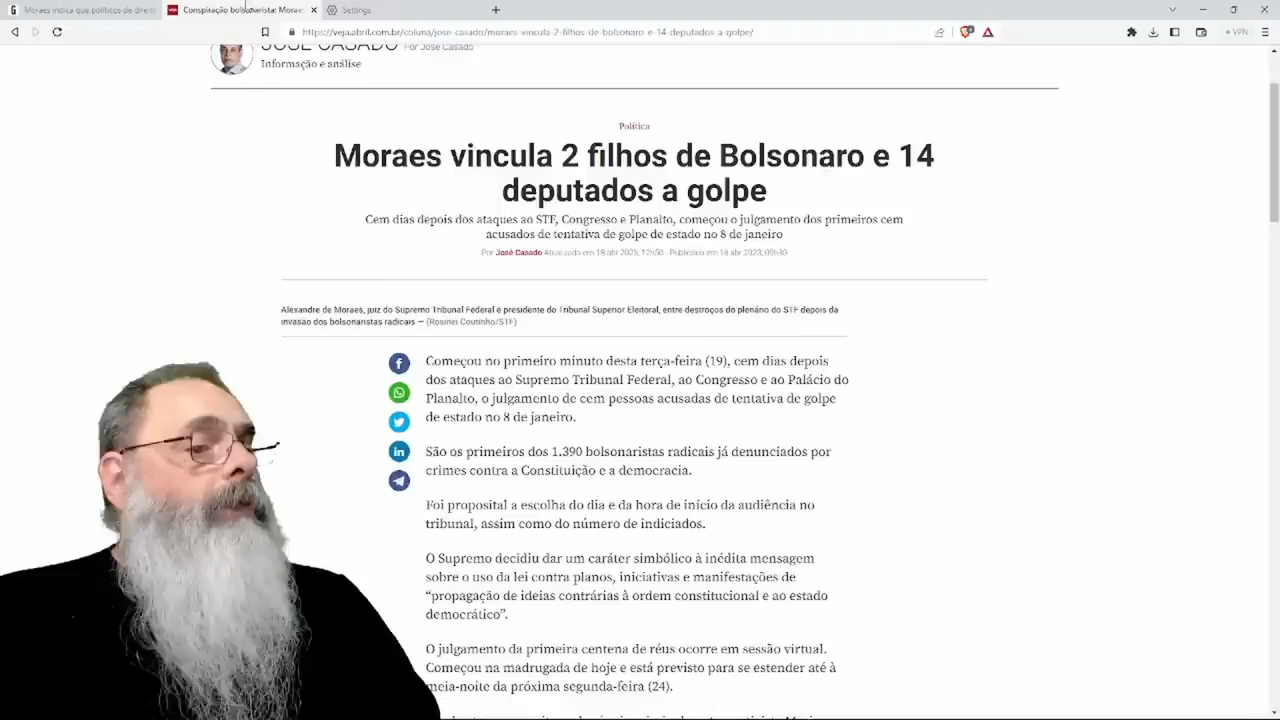 G Moraes indica que políticos de direita
veja Conspiração bolsonarista: Moraes
Settings
https://veja.abril.com.br/coluna/jose-casado/moraes-vincula-2-filhos-de-bolsonaro-e-14-deputados-a-golpe/
VPN
JOSÉ CASADO Por José Casado
Informação e análise
Política
Moraes vincula 2 filhos de Bolsonaro e 14
deputados a golpe
Cem dias depois dos ataques ao STF, Congresso e Planalto, começou o julgamento dos primeiros cem
acusados de tentativa de golpe de estado no 8 de janeiro
Por José Casado Atualizado em 18 abr 2023, 12h50 - Publicado em 18 abr 2023, 09h30
Alexandre de Moraes, juiz do Supremo Tribunal Federal e presidente do Tribunal Superior Eleitoral, entre destroços do plenário do STF depois da
invasão dos bolsonaristas radicais — (Rosinei Coutinho/STF)
Começou no primeiro minuto desta terça-feira (19), cem dias depois
dos ataques ao Supremo Tribunal Federal, ao Congresso e ao Palácio do
Planalto, o julgamento de cem pessoas acusadas de tentativa de golpe
de estado no 8 de janeiro.
São os primeiros dos 1.390 bolsonaristas radicais já denunciados por
crimes contra a Constituição e a democracia.
Foi proposital a escolha do dia e da hora de início da audiência no
tribunal, assim como do número de indiciados.
O Supremo decidiu dar um caráter simbólico à inédita mensagem
sobre o uso da lei contra planos, iniciativas e manifestações de
“propagação de ideias contrárias à ordem constitucional e ao estado
democrático”.
O julgamento da primeira centena de réus ocorre em sessão virtual.
Começou na madrugada de hoje e está previsto para se estender até à
meia-noite da próxima segunda-feira (24).